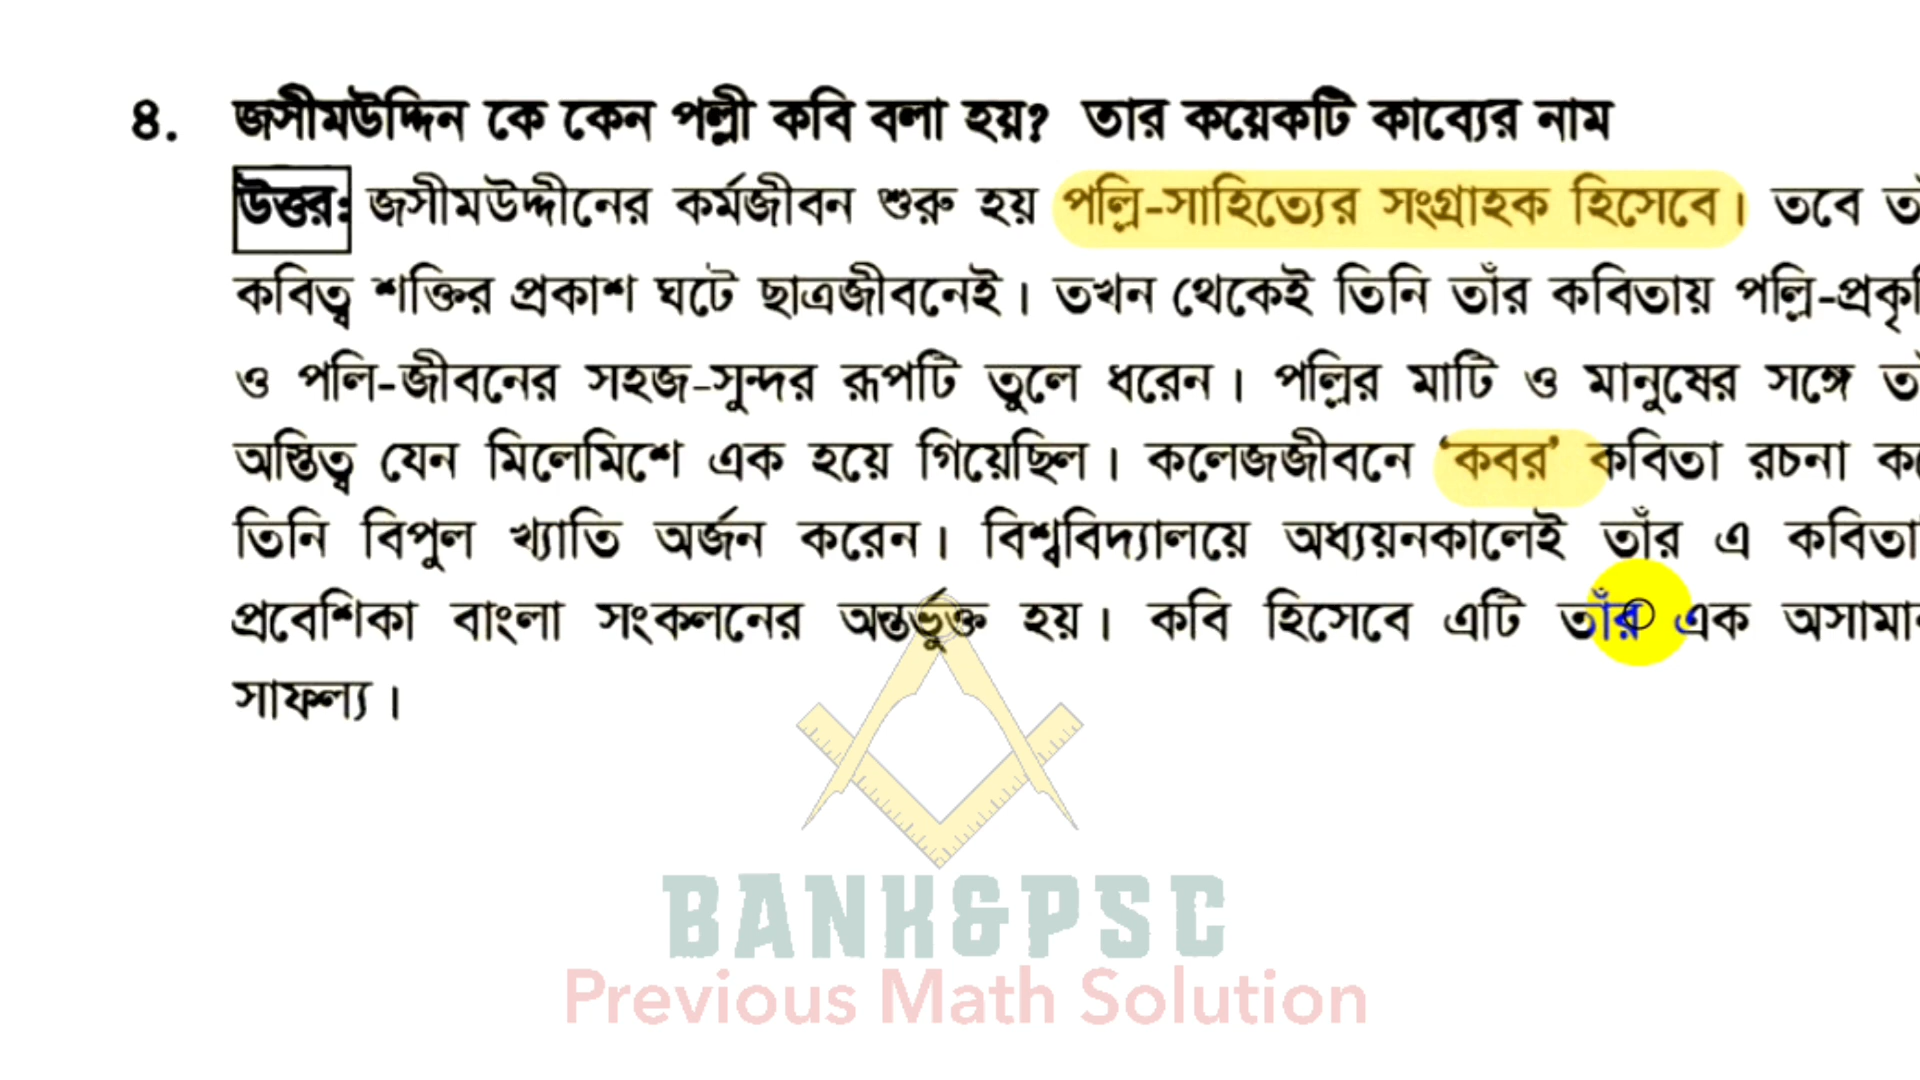 ৪. জসীমউদ্দিন কে কেন পল্লী কবি বলা হয়? তার কয়েকটি কাব্যের নাম
উত্তর: জসীমউদ্দীনের কর্মজীবন শুরু হয় পল্লি-সাহিত্যের সংগ্রাহক হিসেবে। তবে
কবিত্ব শক্তির প্রকাশ ঘটে ছাত্রজীবনেই। তখন থেকেই তিনি তাঁর কবিতায়
ও পলি-জীবনের সহজ-সুন্দর রূপটি তুলে ধরেন। পল্লির মাটি ও মানুষের সঙ্গে
অস্তিত্ব যেন মিলেমিশে এক হয়ে গিয়েছিল। কলেজজীবনে ‘কবর’ কবিতা রচনা
তিনি বিপুল খ্যাতি অর্জন করেন। বিশ্ববিদ্যালয়ে অধ্যয়নকালেই তাঁর এ
প্রবেশিকা বাংলা সংকলনের অন্তর্ভুক্ত হয়। কবি হিসেবে এটি তাঁর এক
সাফল্য।
BANK&PSC
Previous Math Solution